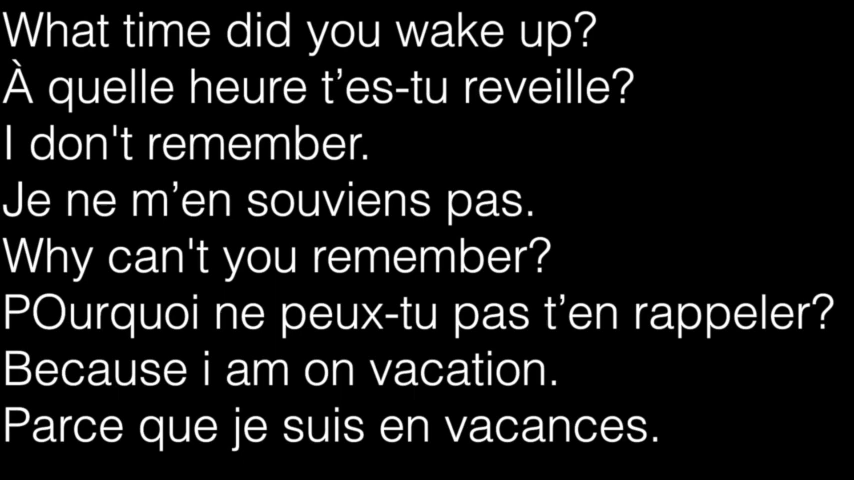 What time did you wake up?
À quelle heure t’es-tu reveille?
I don't remember.
Je ne m’en souviens pas.
Why can't you remember?
POurquoi ne peux-tu pas t’en rappeler?
Because i am on vacation.
Parce que je suis en vacances.